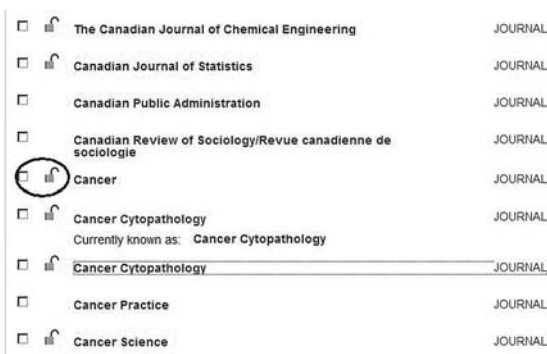 The Canadian Journal of Chemical Engineering JOURNAL
Canadian Journal of Statistics JOURNAL
Canadian Public Administration JOURNAL
Canadian Review of Sociology/Revue canadienne de JOURNAL
sociologie
Cancer JOURNAL
Cancer Cytopathology JOURNAL
Currently known as: Cancer Cytopathology
Cancer Cytopathology JOURNAL
Cancer Practice JOURNAL
Cancer Science JOURNAL